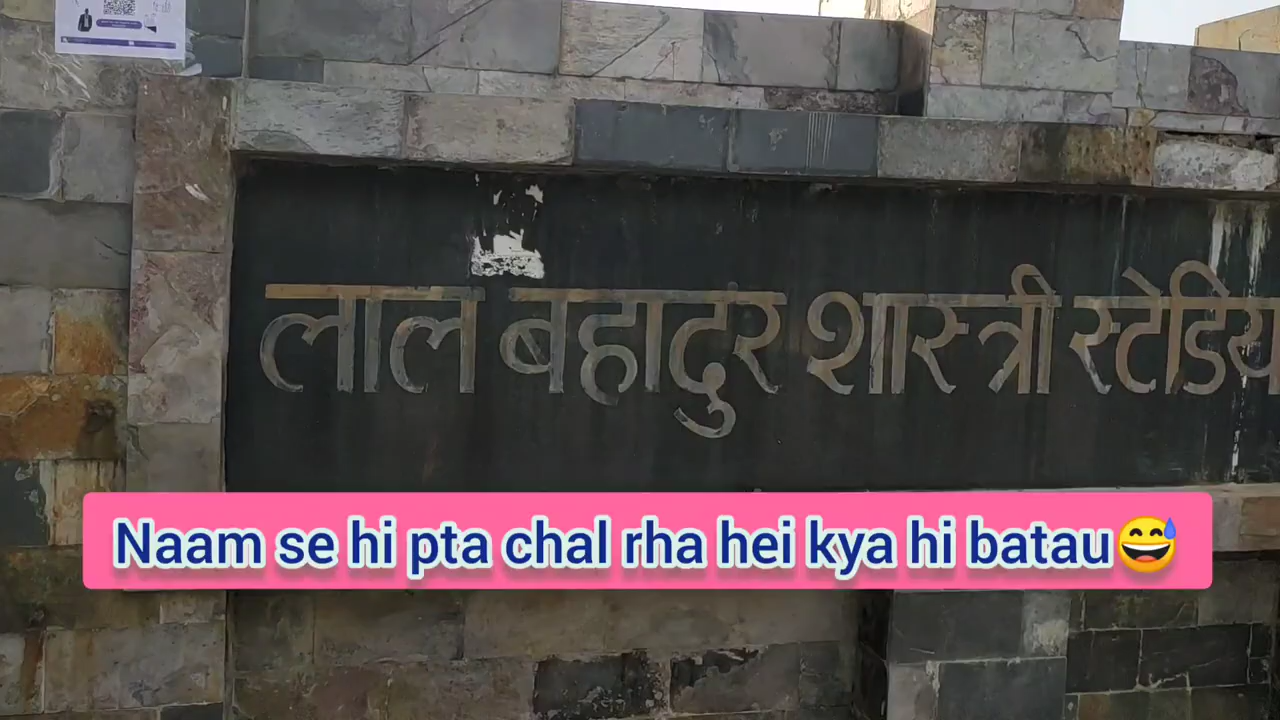 लाल बहादुर शास्त्री स्टेडिय
Naam se hi pta chal rha hei kya hi batau😅